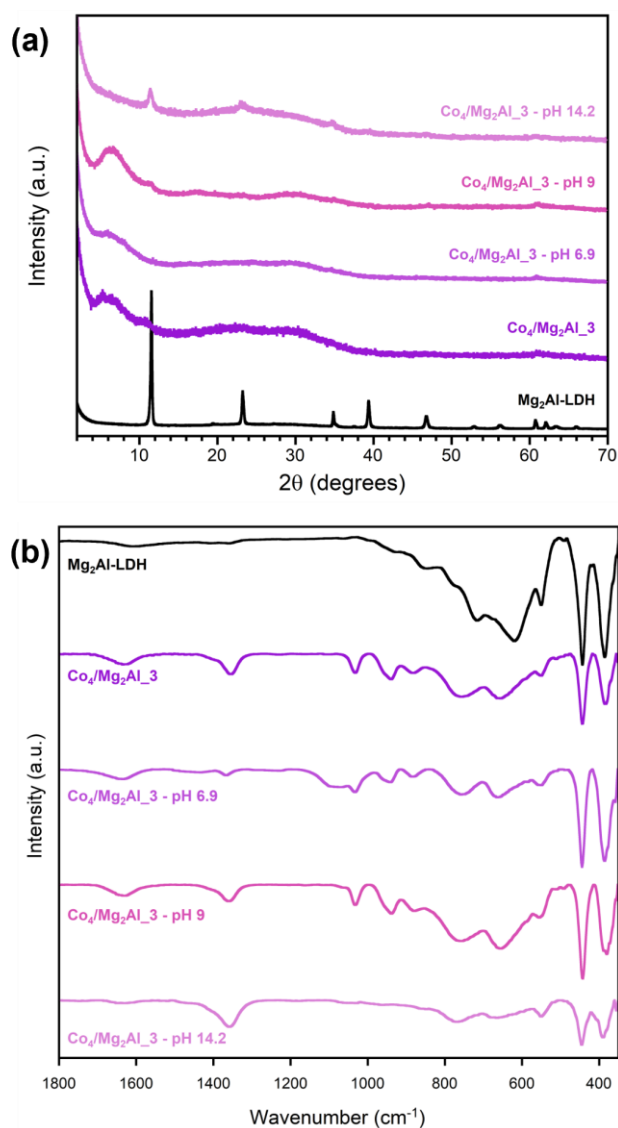 (a)
Intensity (a.u.)
Co₄/Mg₂Al_3 - pH 14.2
Co₄/Mg₂Al_3 - pH 9
Co₄/Mg₂Al_3 - pH 6.9
Co₄/Mg₂Al_3
Mg₂Al-LDH
10 20 30 40 50 60 70
2θ (degrees)
(b)
Intensity (a.u.)
Mg₂Al-LDH
Co₄/Mg₂Al_3
Co₄/Mg₂Al_3 - pH 6.9
Co₄/Mg₂Al_3 - pH 9
Co₄/Mg₂Al_3 - pH 14.2
1800 1600 1400 1200 1000 800 600 400
Wavenumber (cm⁻¹)